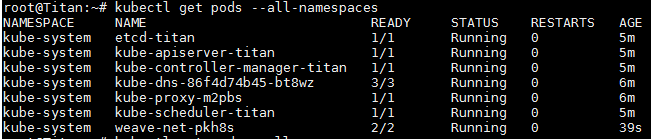 root@Titan:~# kubectl get pods --all-namespaces
NAMESPACE NAME READY STATUS RESTARTS AGE
kube-system etcd-titan 1/1 Running 0 5m
kube-system kube-apiserver-titan 1/1 Running 0 5m
kube-system kube-controller-manager-titan 1/1 Running 0 5m
kube-system kube-dns-86f4d74b45-bt8wz 3/3 Running 0 6m
kube-system kube-proxy-m2pbs 1/1 Running 0 6m
kube-system kube-scheduler-titan 1/1 Running 0 5m
kube-system weave-net-pkh8s 2/2 Running 0 39s